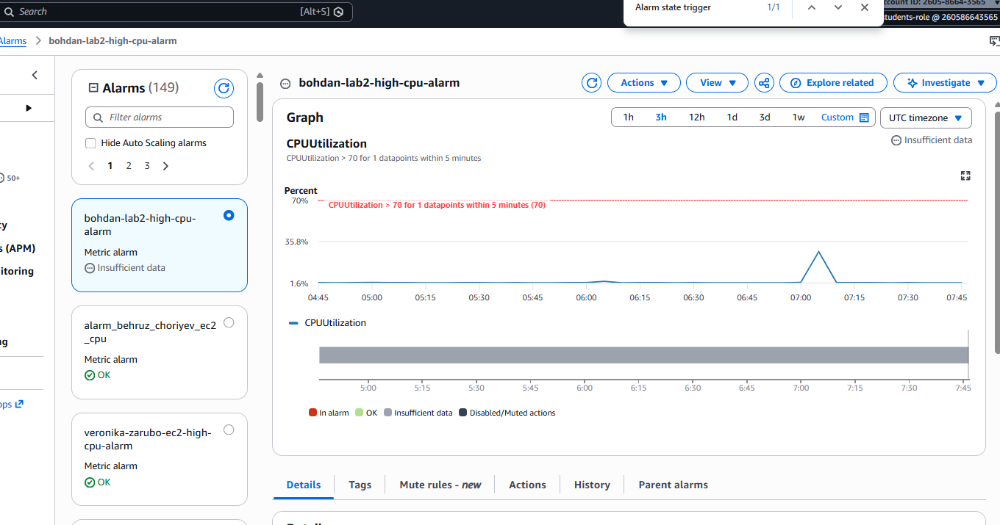 Search
[Alt+S]
Alarm state trigger
1/1
ccount ID: 2605-8664-3565
students-role @ 260586643565
Alarms
bohdan-lab2-high-cpu-alarm
Alarms (149)
Filter alarms
Hide Auto Scaling alarms
1 2 3
50+
bohdan-lab2-high-cpu-
alarm
Metric alarm
Insufficient data
s (APM)
itoring
alarm_behruz_choriyev_ec2
_cpu
Metric alarm
OK
veronika-zarubo-ec2-high-
cpu-alarm
Metric alarm
OK
bohdan-lab2-high-cpu-alarm
Actions
View
Explore related
Investigate
Graph
1h 3h 12h 1d 3d 1w Custom
UTC timezone
CPUUtilization
Insufficient data
CPUUtilization > 70 for 1 datapoints within 5 minutes
Percent
70%
CPUUtilization > 70 for 1 datapoints within 5 minutes (70)
35.8%
1.6%
04:45 05:00 05:15 05:30 05:45 06:00 06:15 06:30 06:45 07:00 07:15 07:30 07:45
CPUUtilization
5:00 5:15 5:30 5:45 6:00 6:15 6:30 6:45 7:00 7:15 7:30 7:45
In alarm OK Insufficient data Disabled/Muted actions
Details Tags Mute rules - new Actions History Parent alarms